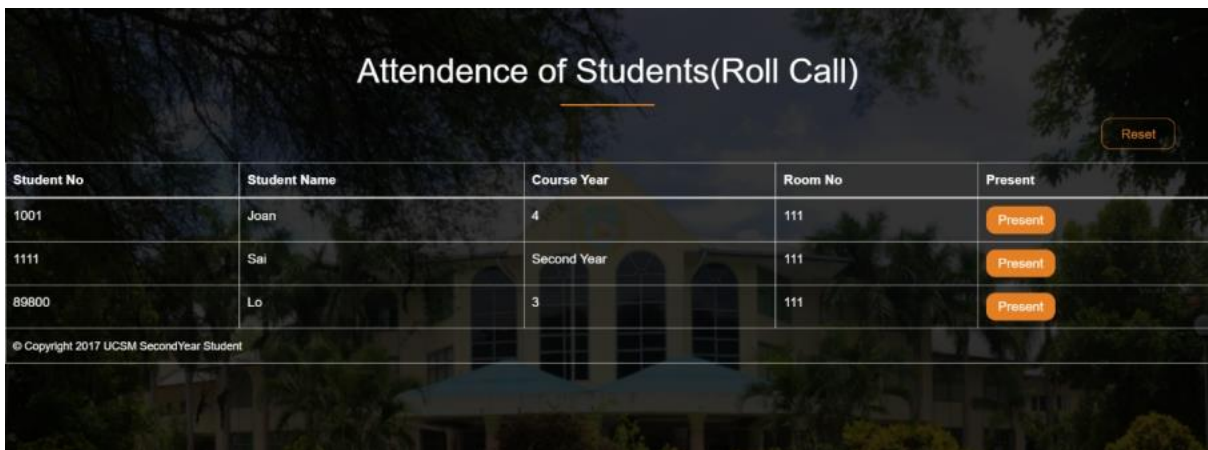 Attendence of Students(Roll Call)
Reset
Student No Student Name Course Year Room No Present
1001 Joan 4 111 Present
1111 Sai Second Year 111 Present
89800 Lo 3 111 Present
© Copyright 2017 UCSM SecondYear Student